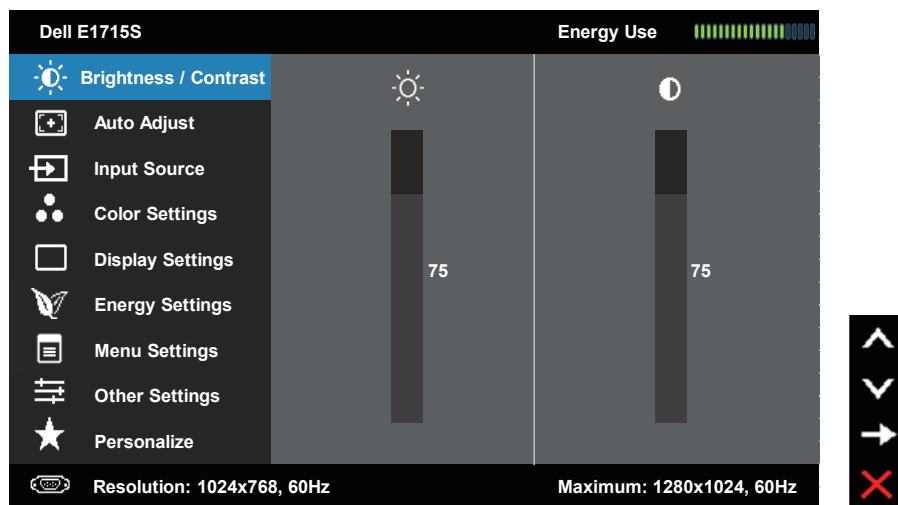 Dell E1715S
Energy Use
Brightness / Contrast
Auto Adjust
Input Source
Color Settings
Display Settings
75
75
Energy Settings
Menu Settings
Other Settings
Personalize
Resolution: 1024x768, 60Hz
Maximum: 1280x1024, 60Hz